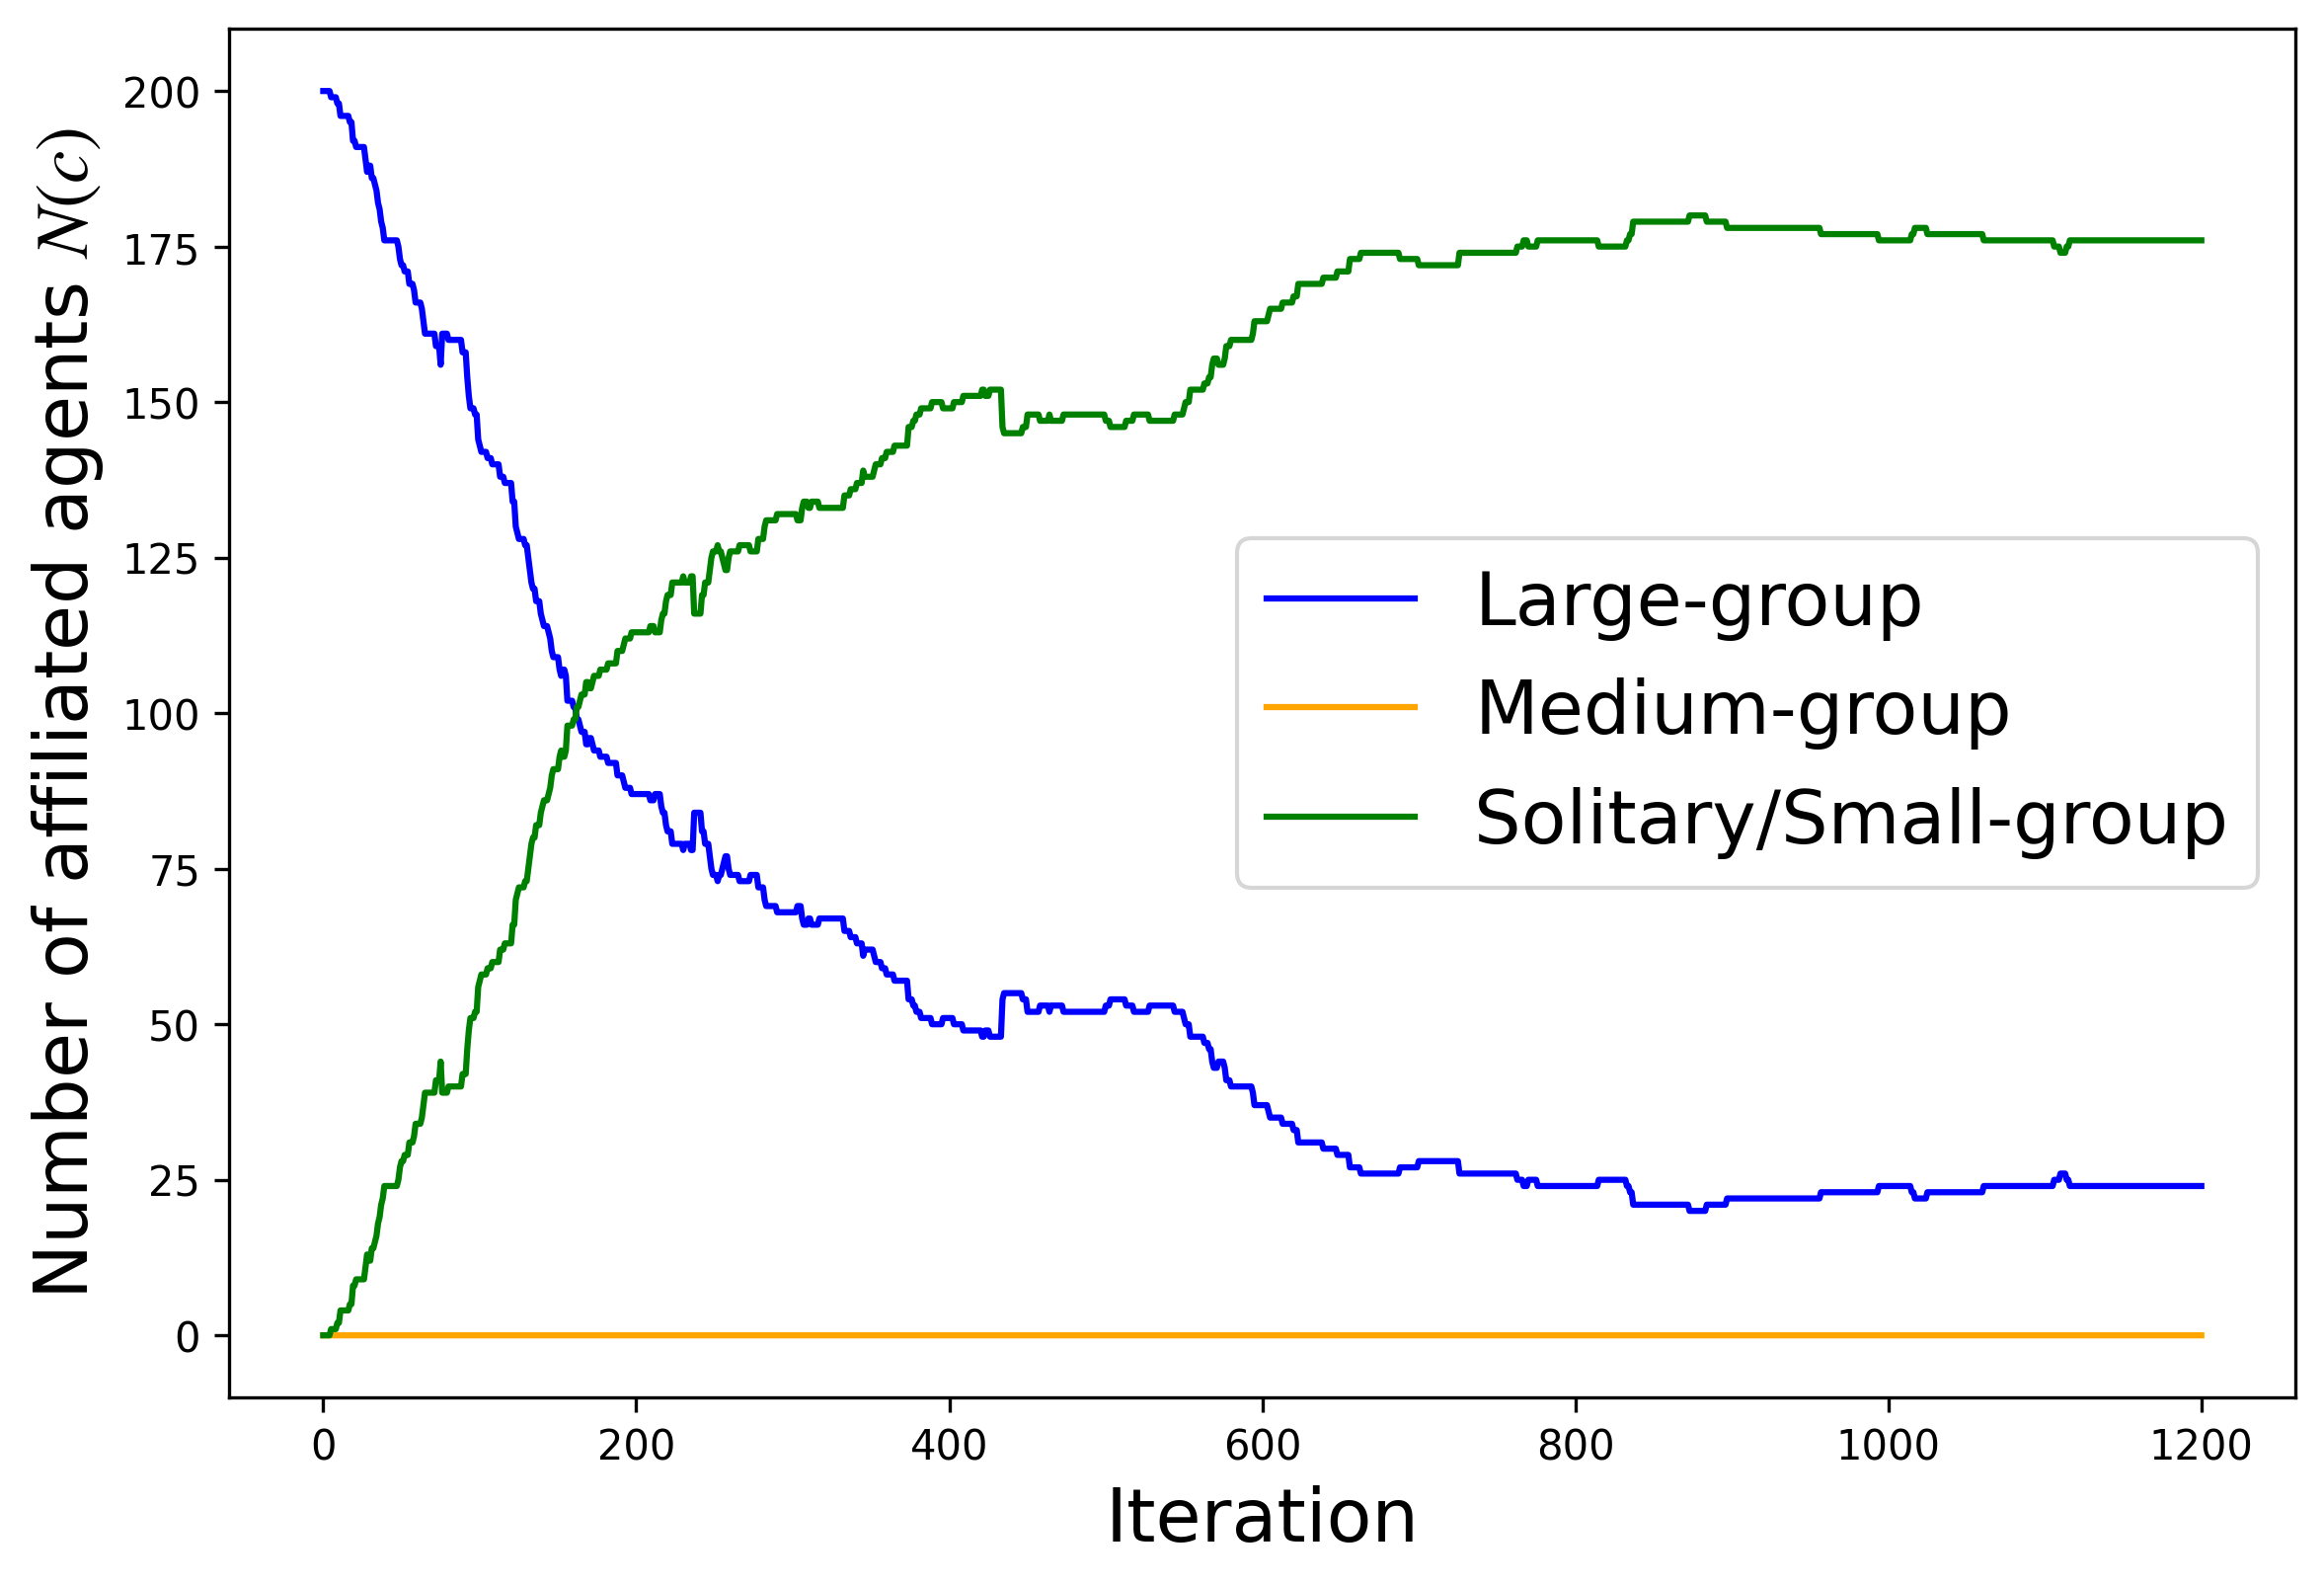 Number of affiliated agents N(c)
200
175
150
125
100
75
50
25
0
Large-group
Medium-group
Solitary/Small-group
0 200 400 600 800 1000 1200
Iteration